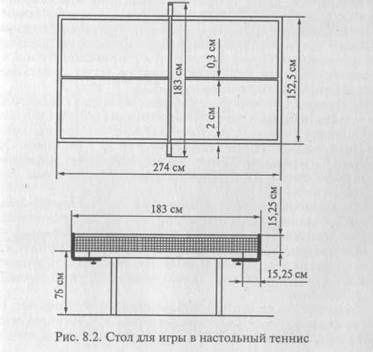 0,3 см
183 см
152,5 см
2 см
274 см
183 см
15,25 см
76 см
15,25 см
Рис. 8.2. Стол для игры в настольный теннис